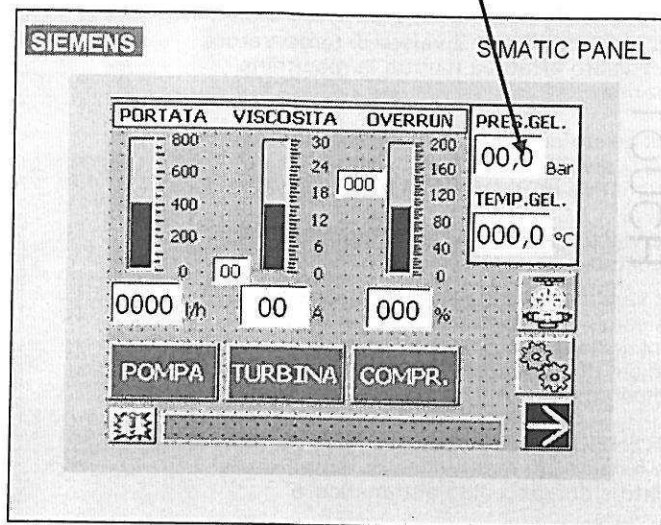 SIEMENS
SIMATIC PANEL
PORTATA VISCOSITA OVERRUN PRES.GEL.
800 30 200 00,0 Bar
600 24 160
000
18
400 120 TEMP.GEL.
12 80 000,0 °C
200 6 40
00
0 0 0
0000 l/h 00 A 000 %
POMPA TURBINA COMPR.
TOUCH